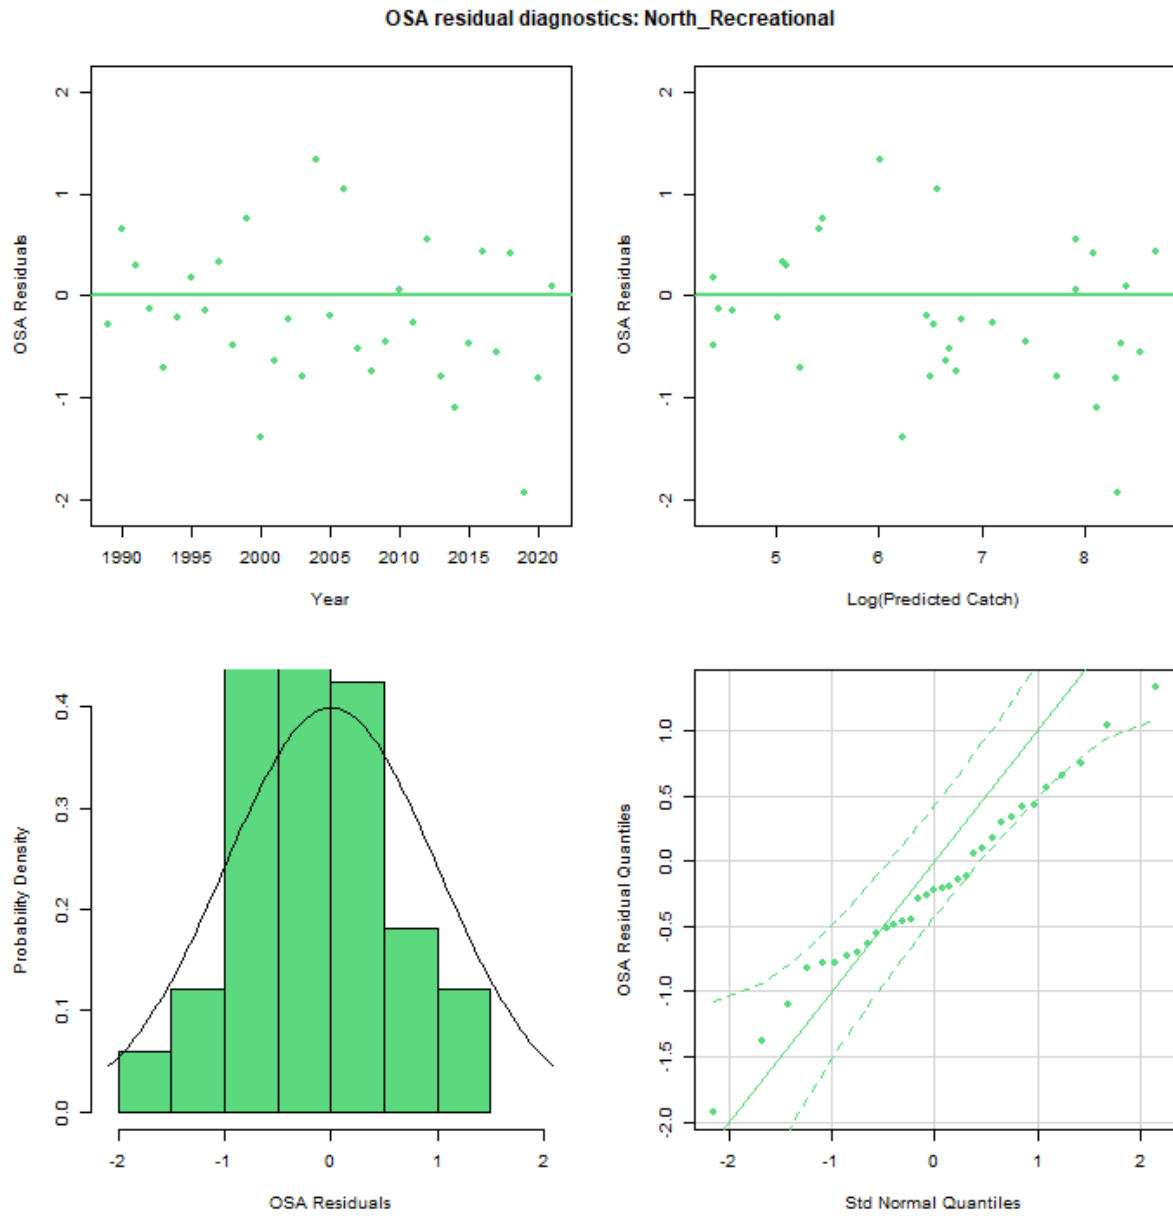 OSA residual diagnostics: North_Recreational
2
1
0
-1
-2
OSA Residuals
1990 1995 2000 2005 2010 2015 2020
Year
2
1
0
-1
-2
OSA Residuals
5 6 7 8
Log(Predicted Catch)
0.4
0.3
0.2
0.1
0.0
Probability Density
-2 -1 0 1 2
OSA Residuals
1.0
0.5
0.0
-0.5
-1.0
-1.5
-2.0
OSA Residual Quantiles
-2 -1 0 1 2
Std Normal Quantiles